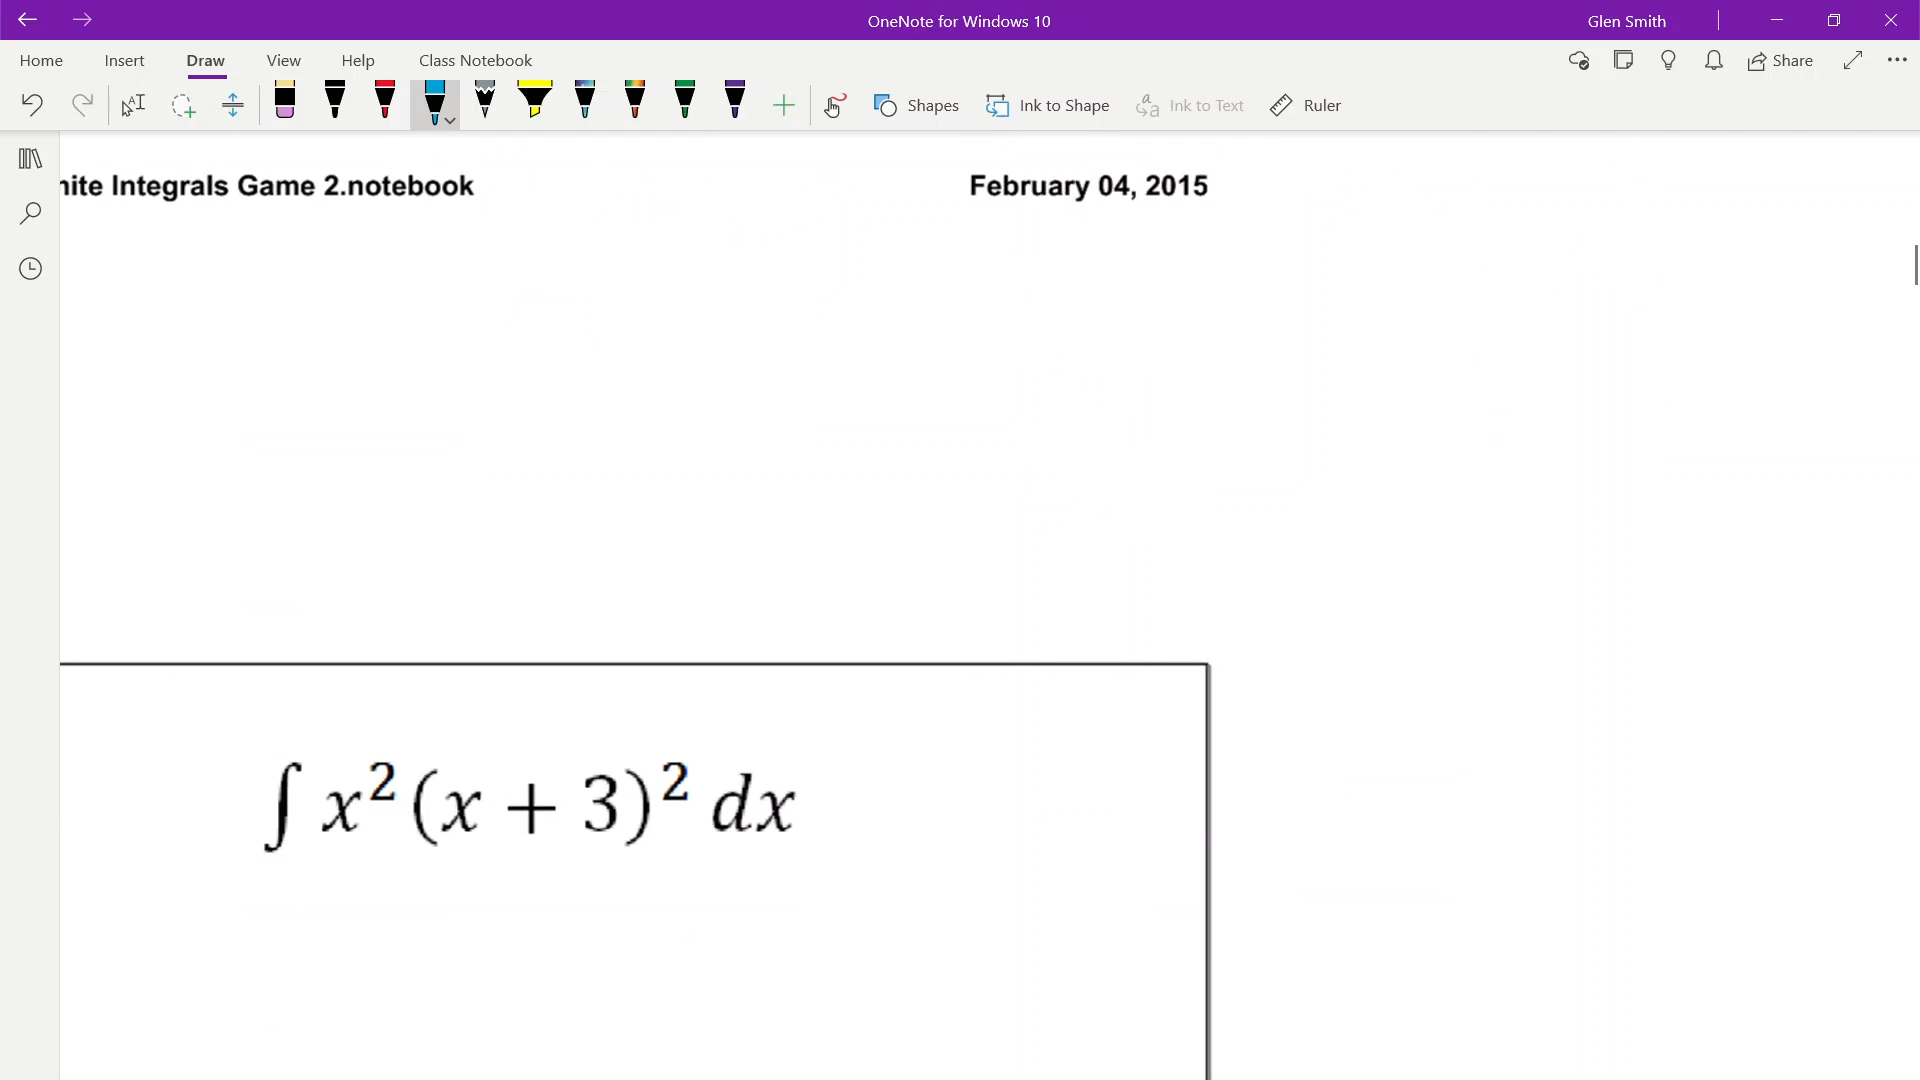 OneNote for Windows 10
Glen Smith
Home Insert Draw View Help Class Notebook
Share
Shapes Ink to Shape Ink to Text Ruler
nite Integrals Game 2.notebook
February 04, 2015
∫ x² (x + 3)² dx